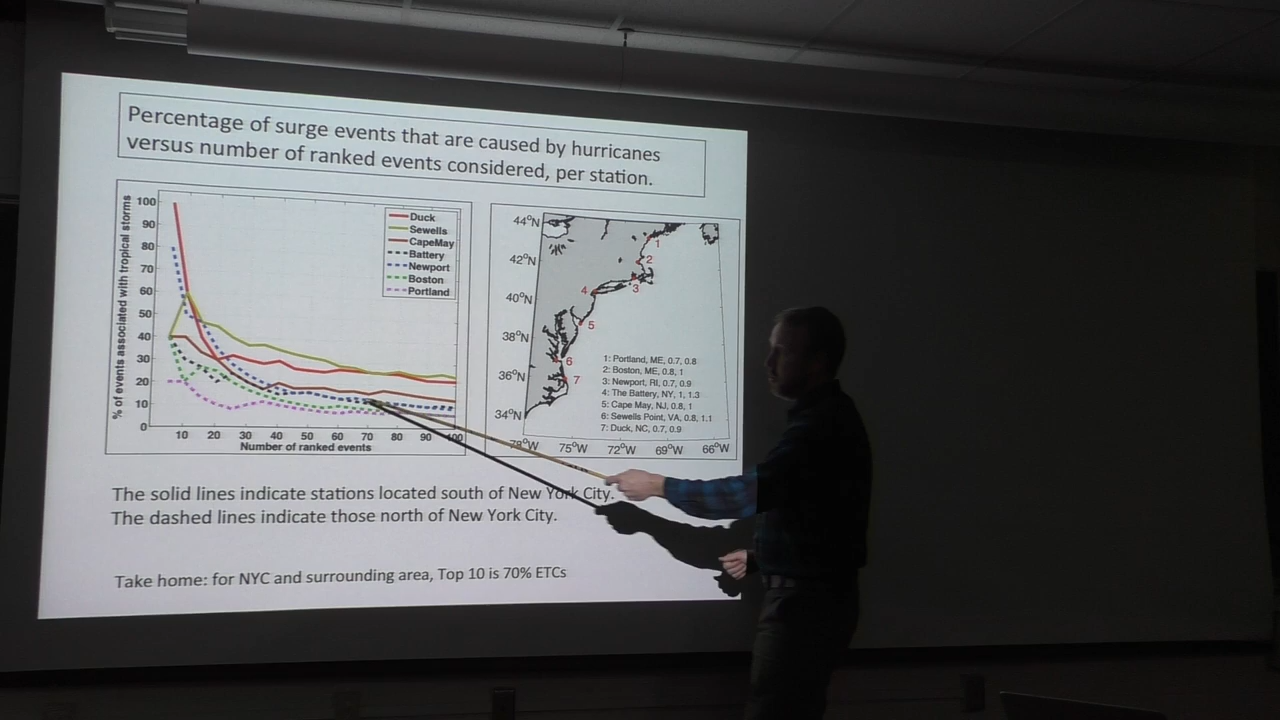 Percentage of surge events that are caused by hurricanes
versus number of ranked events considered, per station.
% of events associated with tropical storms
100
90
80
70
60
50
40
30
20
10
0
10 20 30 40 50 60 70 80 90 100
Number of ranked events
Duck
Sewells
CapeMay
Battery
Newport
Boston
Portland
44°N
42°N
40°N
38°N
36°N
34°N
78°W 75°W 72°W 69°W 66°W
1
2
3
4
5
6
7
1: Portland, ME, 0.7, 0.8
2: Boston, ME, 0.8, 1
3: Newport, RI, 0.7, 0.9
4: The Battery, NY, 1, 1.3
5: Cape May, NJ, 0.8, 1
6: Sewells Point, VA, 0.8, 1.1
7: Duck, NC, 0.7, 0.9
The solid lines indicate stations located south of New York City.
The dashed lines indicate those north of New York City.
Take home: for NYC and surrounding area, Top 10 is 70% ETCs